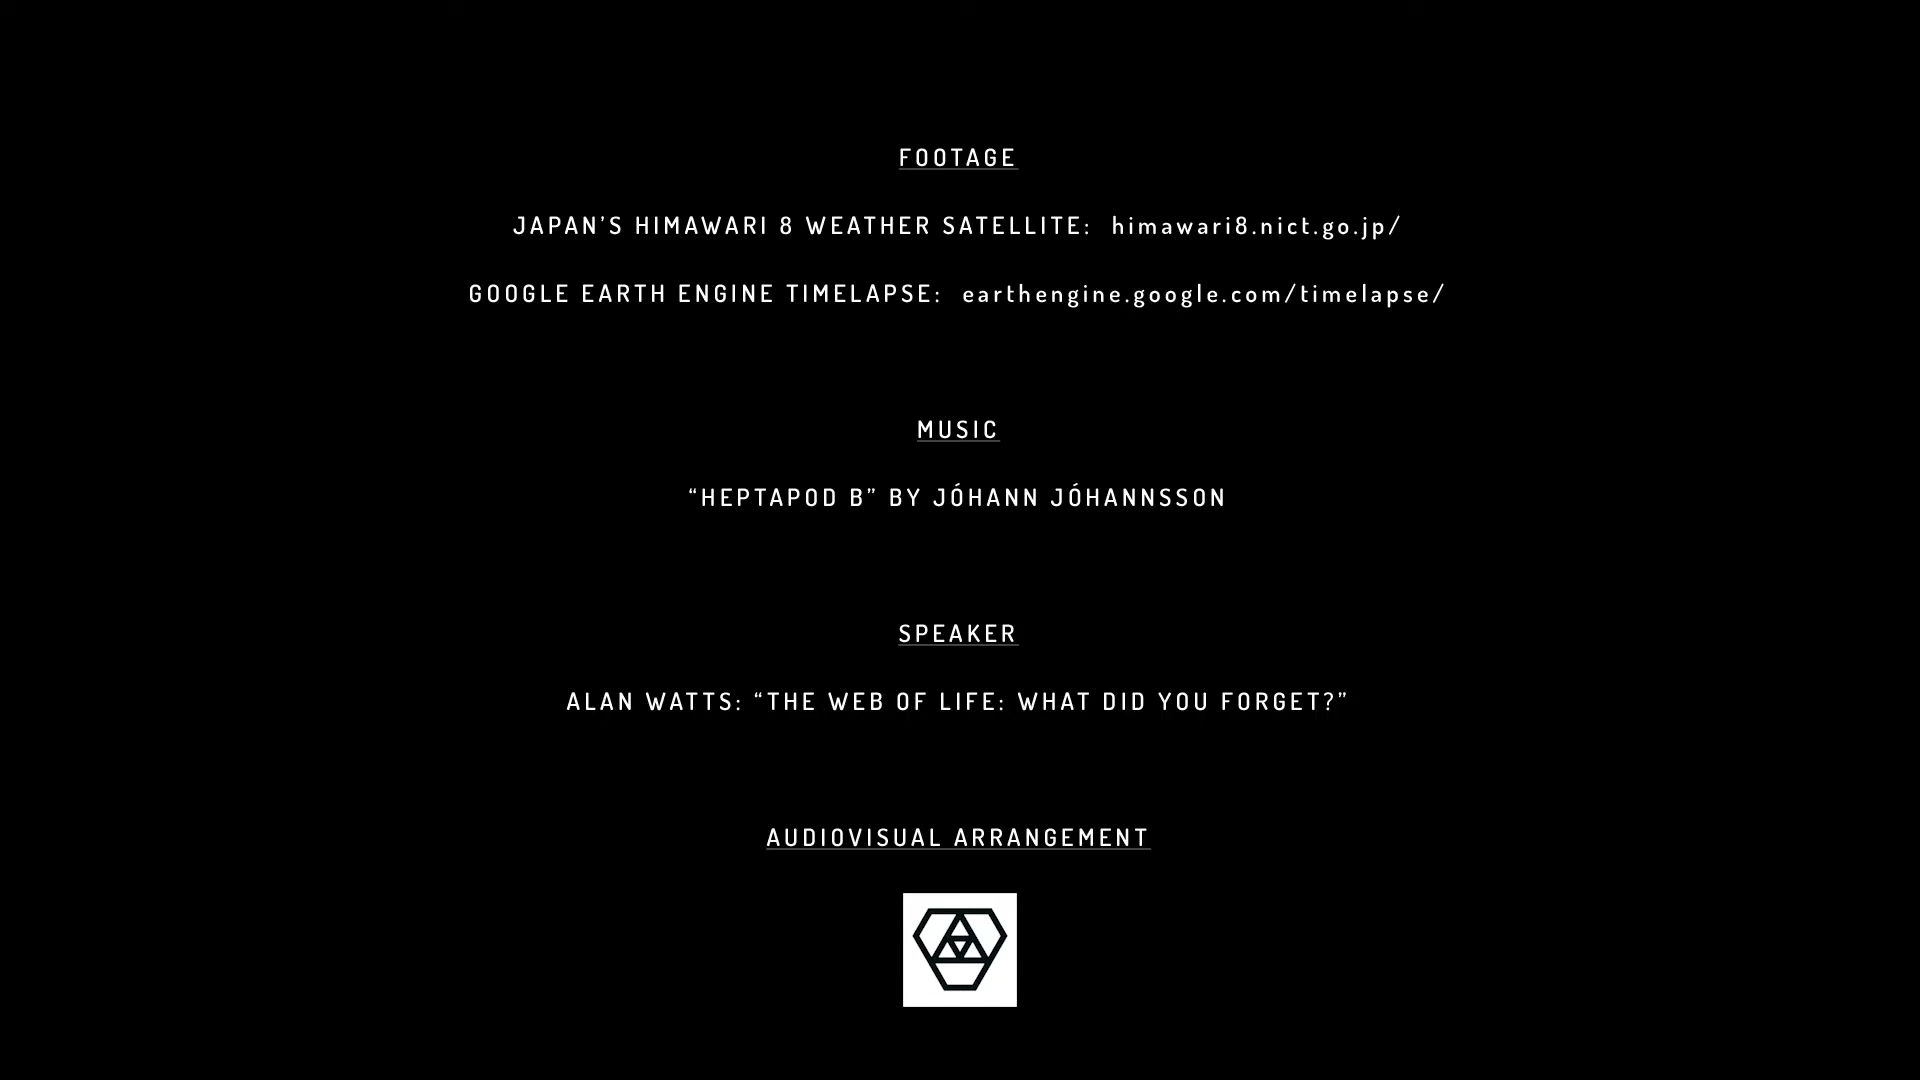 FOOTAGE
JAPAN’S HIMAWARI 8 WEATHER SATELLITE: himawari8.nict.go.jp/
GOOGLE EARTH ENGINE TIMELAPSE: earthengine.google.com/timelapse/
MUSIC
“HEPTAPOD B” BY JÓHANN JÓHANNSSON
SPEAKER
ALAN WATTS: “THE WEB OF LIFE: WHAT DID YOU FORGET?”
AUDIOVISUAL ARRANGEMENT